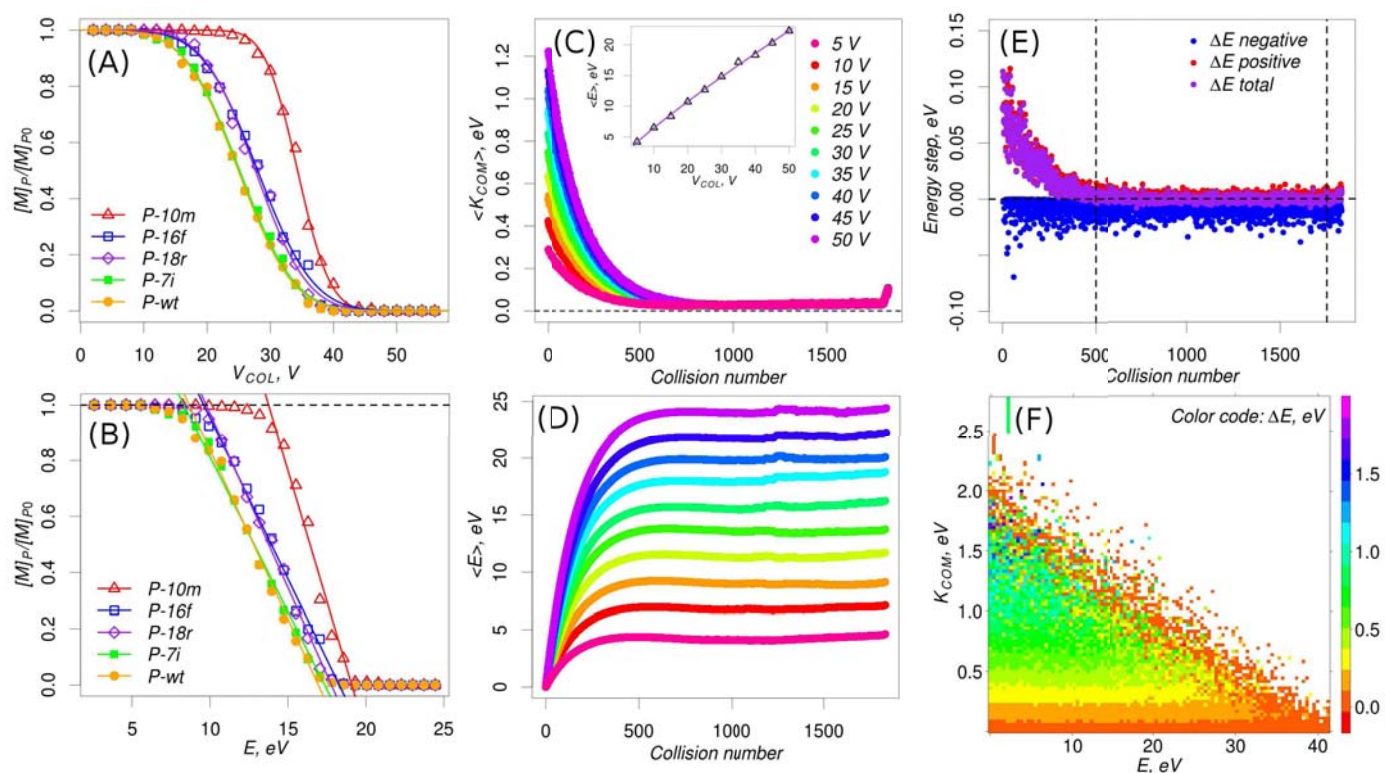 (A)
[M]P/[M]P0
1.0
0.8
0.6
0.4
0.2
0.0
P-10m
P-16f
P-18r
P-7i
P-wt
0 10 20 30 40 50
VCOL, V
(C)
<KCOM>, eV
1.2
1.0
0.8
0.6
0.4
0.2
0.0
<E>, eV
20
15
10
5
10 20 30 40 50
VCOL, V
5 V
10 V
15 V
20 V
25 V
30 V
35 V
40 V
45 V
50 V
0 500 1000 1500
Collision number
(E)
Energy step, eV
0.15
0.10
0.05
0.00
-0.10
ΔE negative
ΔE positive
ΔE total
0 500 1000 1500
Collision number
(B)
[M]P/[M]P0
1.0
0.8
0.6
0.4
0.2
0.0
P-10m
P-16f
P-18r
P-7i
P-wt
5 10 15 20 25
E, eV
(D)
<E>, eV
25
20
15
10
5
0
0 500 1000 1500
Collision number
(F)
Color code: ΔE, eV
KCOM, eV
2.5
2.0
1.5
1.0
0.5
10 20 30 40
E, eV
1.5
1.0
0.5
0.0